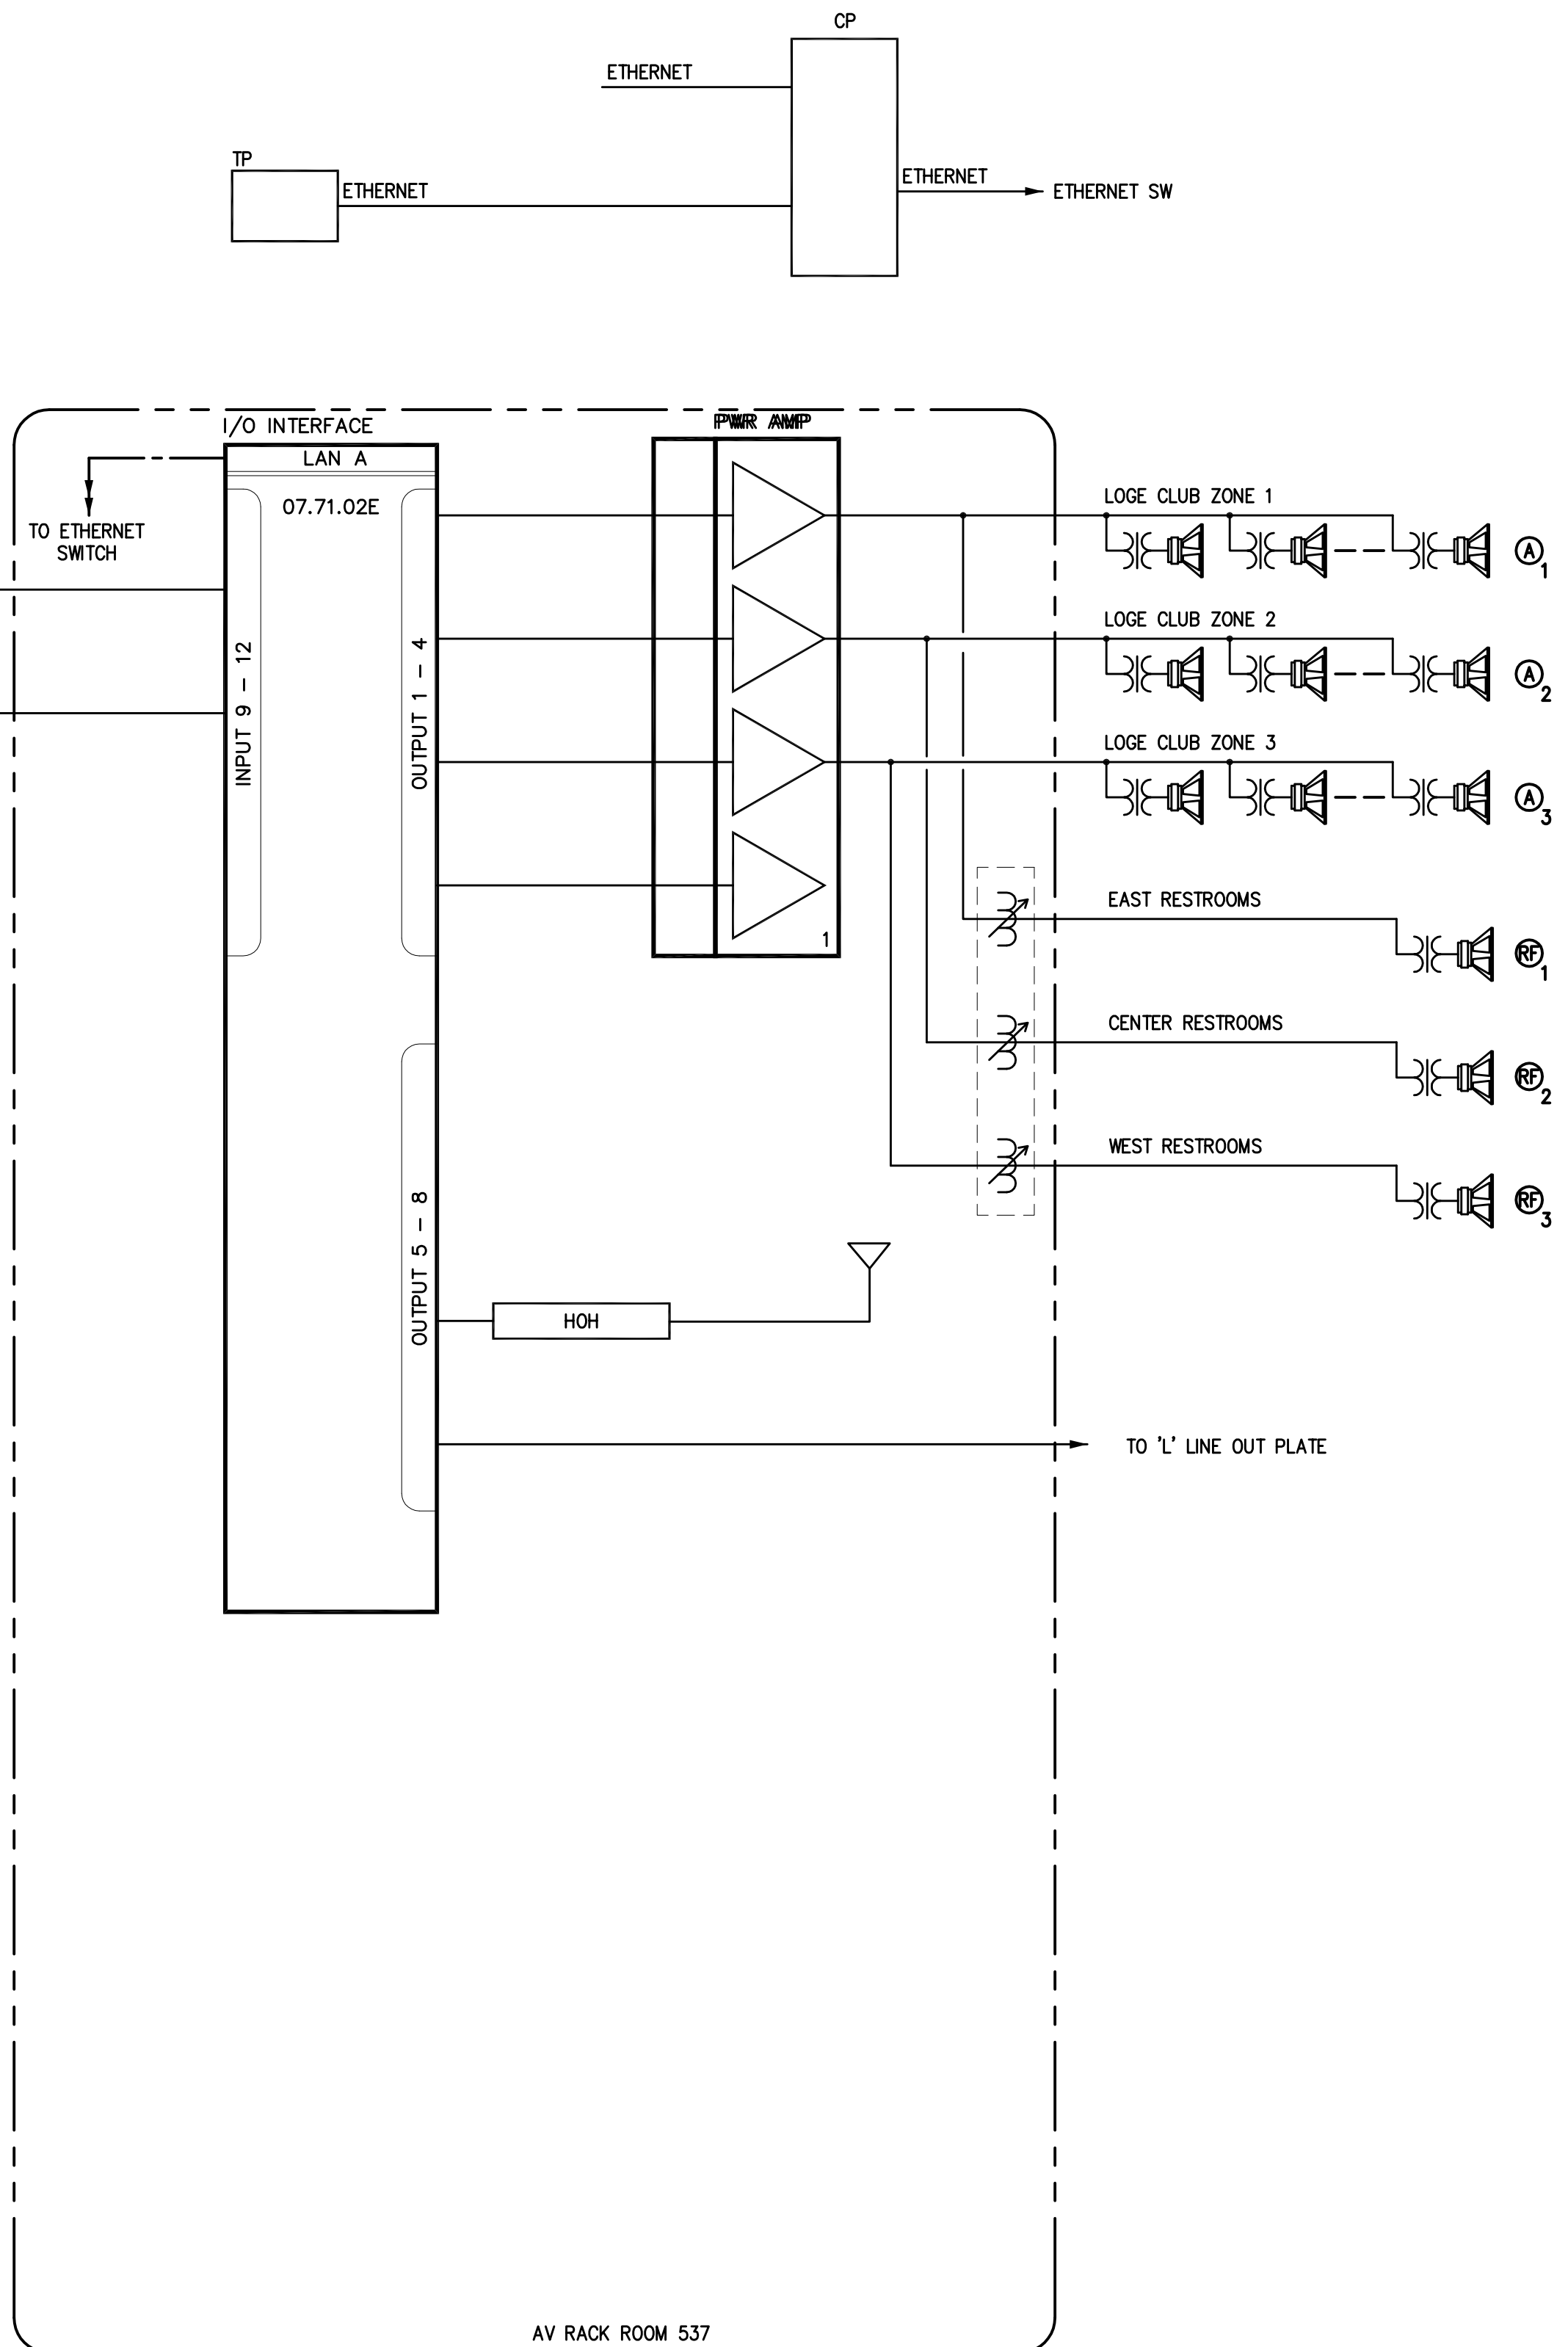 CP
ETHERNET
TP
ETHERNET
ETHERNET
ETHERNET SW
I/O INTERFACE
PWR AMP
LAN A
07.71.02E
TO ETHERNET
SWITCH
INPUT 9 - 12
OUTPUT 1 - 4
1
LOGE CLUB ZONE 1
A
1
LOGE CLUB ZONE 2
A
2
LOGE CLUB ZONE 3
A
3
EAST RESTROOMS
RF
1
CENTER RESTROOMS
RF
2
WEST RESTROOMS
RF
3
OUTPUT 5 - 8
HOH
TO 'L' LINE OUT PLATE
AV RACK ROOM 537